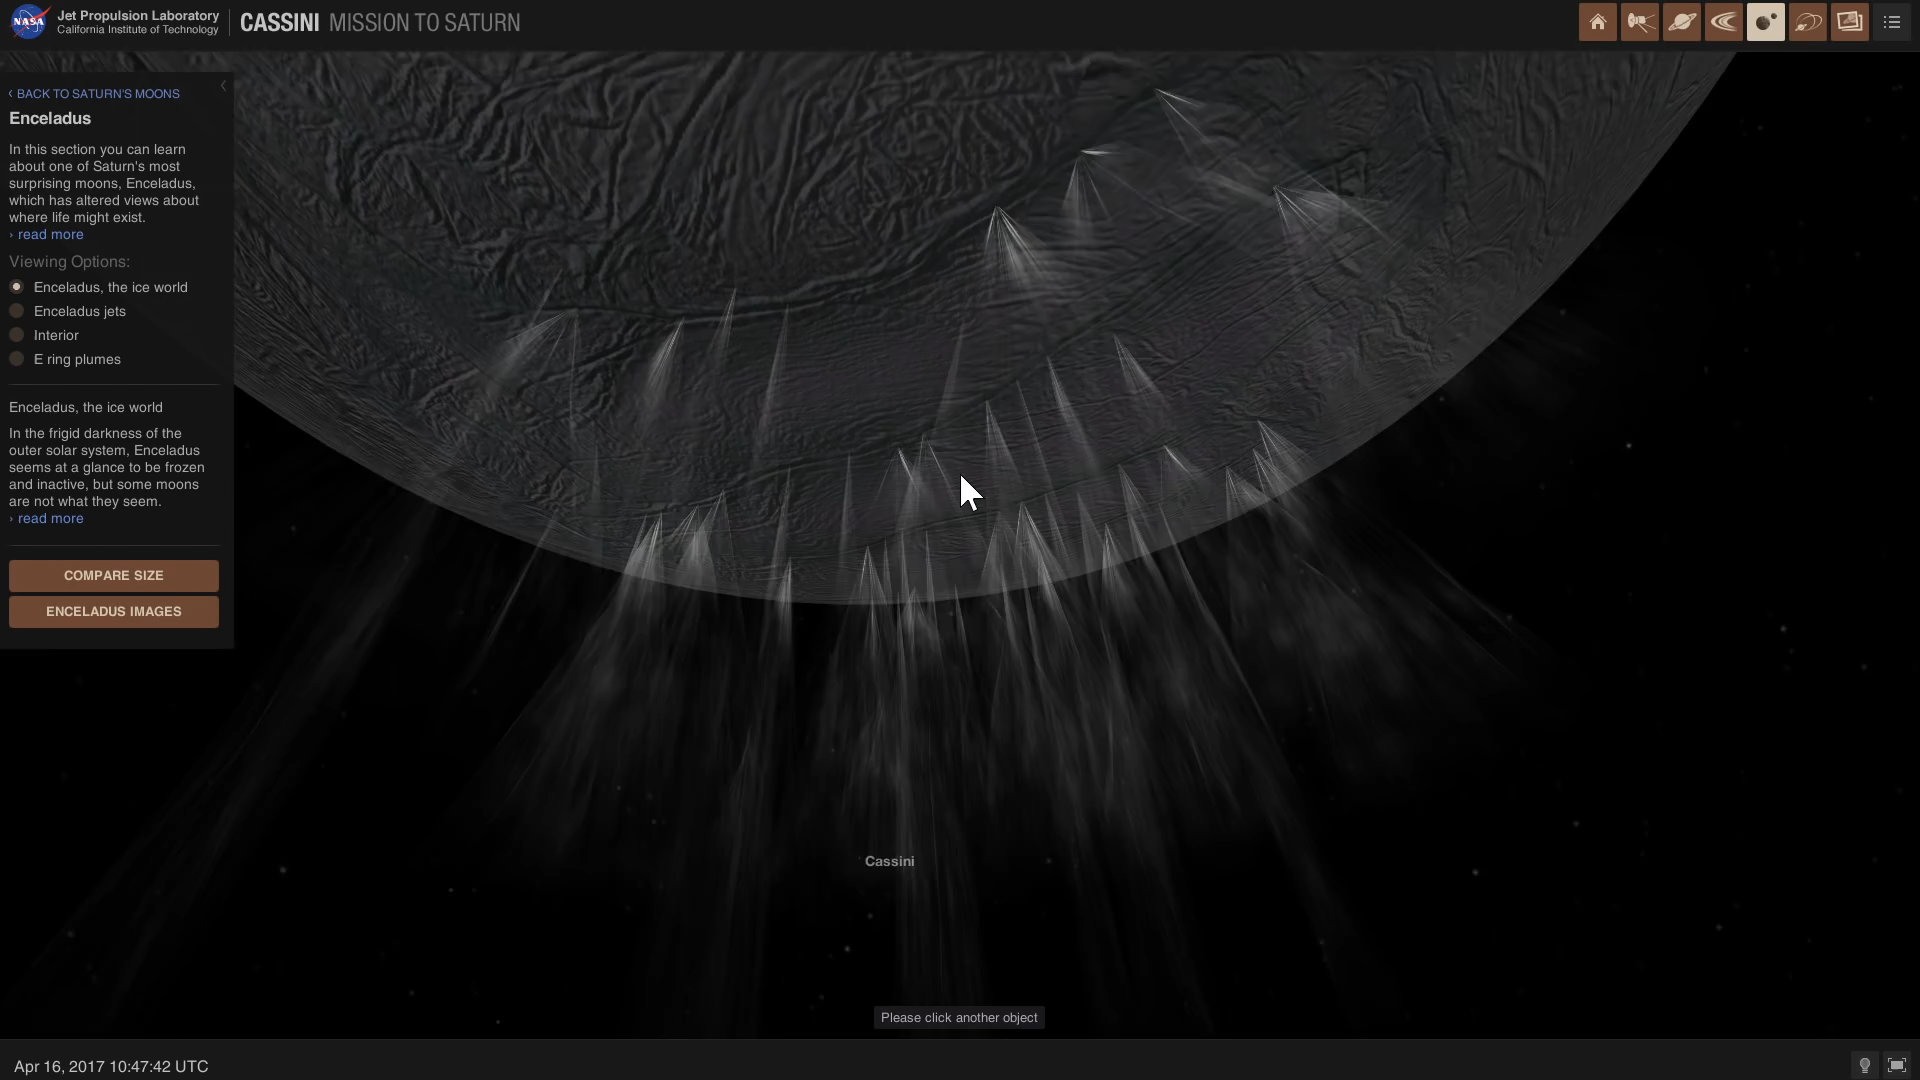 NASA
Jet Propulsion Laboratory
California Institute of Technology
CASSINI MISSION TO SATURN
‹ BACK TO SATURN'S MOONS
Enceladus
In this section you can learn
about one of Saturn's most
surprising moons, Enceladus,
which has altered views about
where life might exist.
› read more
Viewing Options:
Enceladus, the ice world
Enceladus jets
Interior
E ring plumes
Enceladus, the ice world
In the frigid darkness of the
outer solar system, Enceladus
seems at a glance to be frozen
and inactive, but some moons
are not what they seem.
› read more
COMPARE SIZE
ENCELADUS IMAGES
Cassini
Please click another object
Apr 16, 2017 10:47:42 UTC